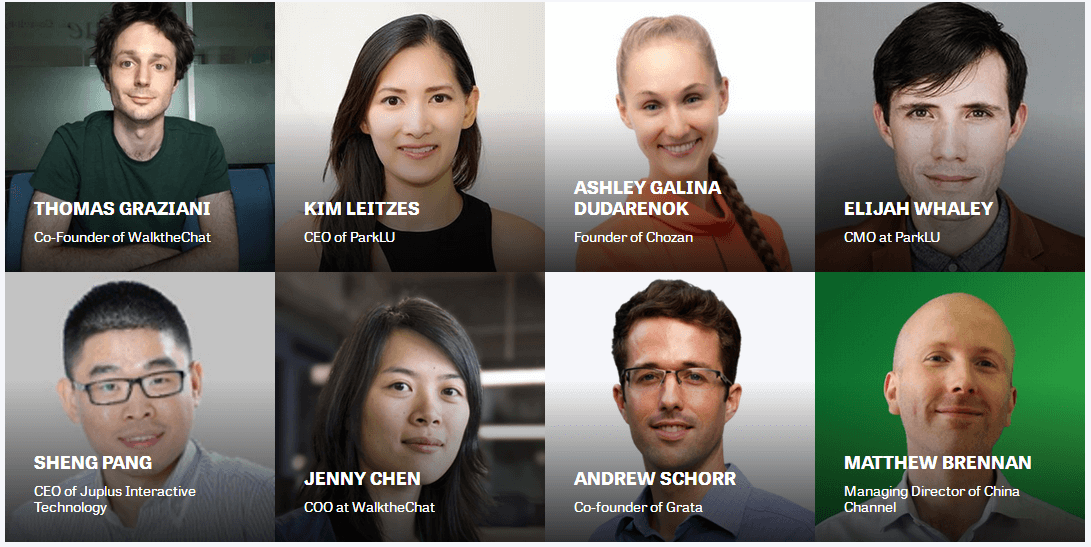 THOMAS GRAZIANI
Co-Founder of WalktheChat
KIM LEITZES
CEO of ParkLU
ASHLEY GALINA
DUDARENOK
Founder of Chozan
ELIJAH WHALEY
CMO at ParkLU
SHENG PANG
CEO of Juplus Interactive
Technology
JENNY CHEN
COO at WalktheChat
ANDREW SCHORR
Co-founder of Grata
MATTHEW BRENNAN
Managing Director of China
Channel